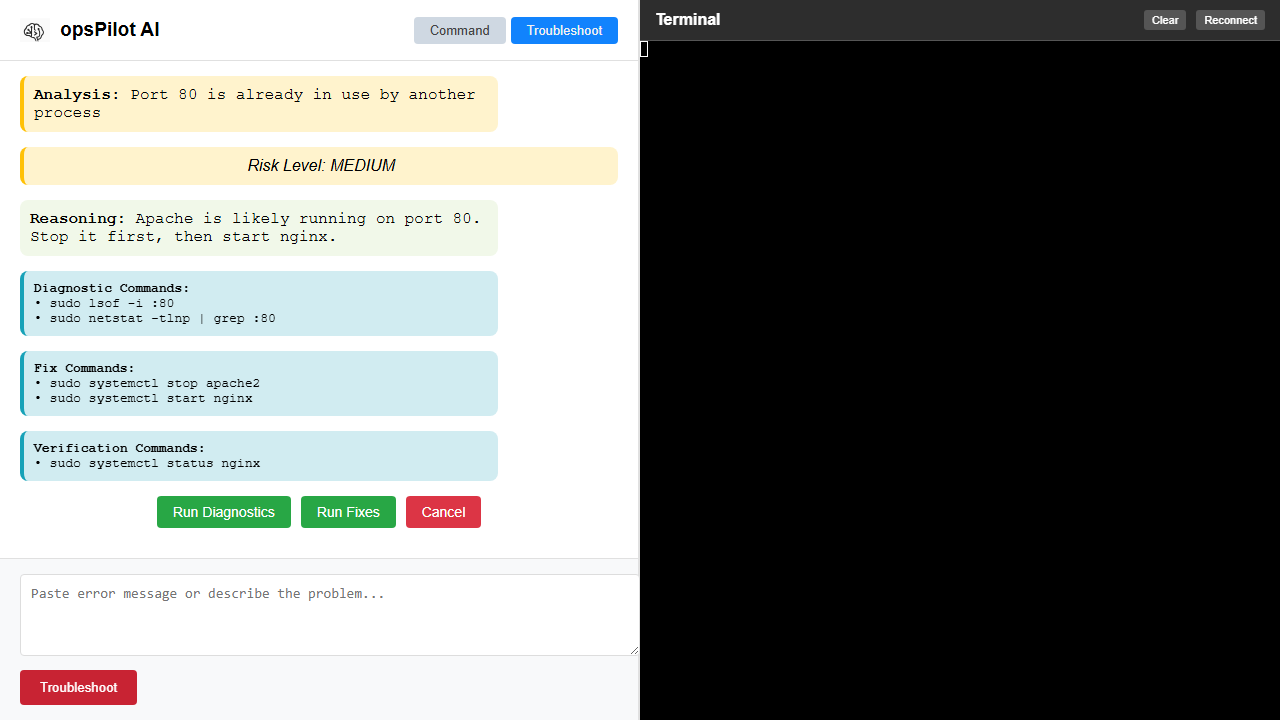 opsPilot AI
Command
Troubleshoot
Analysis: Port 80 is already in use by another
process
Risk Level: MEDIUM
Reasoning: Apache is likely running on port 80.
Stop it first, then start nginx.
Diagnostic Commands:
• sudo lsof -i :80
• sudo netstat -tlnp | grep :80
Fix Commands:
• sudo systemctl stop apache2
• sudo systemctl start nginx
Verification Commands:
• sudo systemctl status nginx
Run Diagnostics
Run Fixes
Cancel
Paste error message or describe the problem...
Troubleshoot
Terminal
Clear
Reconnect